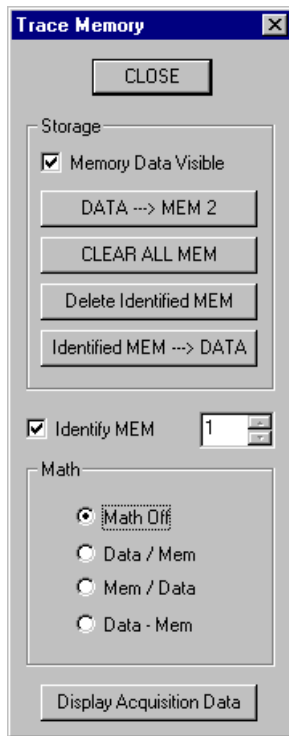 Trace Memory
CLOSE
Storage
Memory Data Visible
DATA ---> MEM 2
CLEAR ALL MEM
Delete Identified MEM
Identified MEM ---> DATA
Identify MEM 1
Math
Math Off
Data / Mem
Mem / Data
Data - Mem
Display Acquisition Data